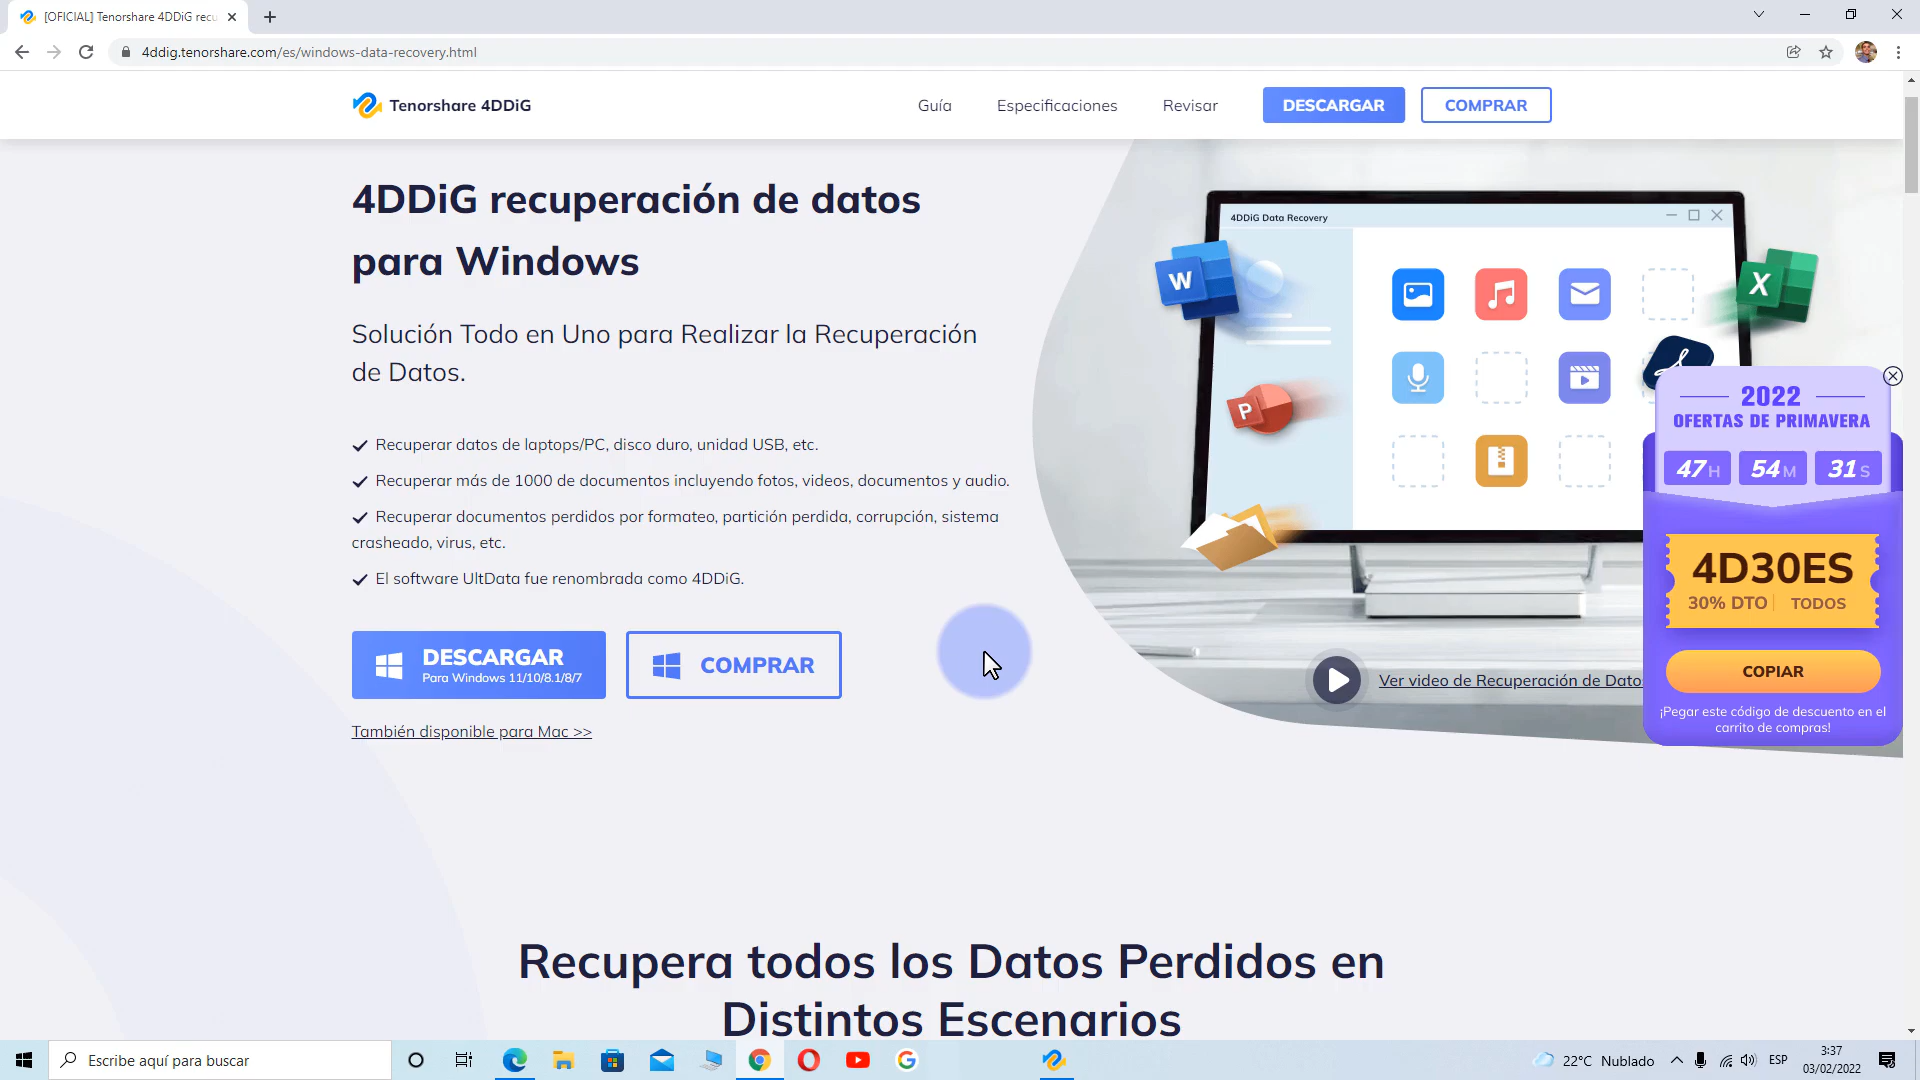 [OFICIAL] Tenorshare 4DDiG recu
4ddig.tenorshare.com/es/windows-data-recovery.html
Tenorshare 4DDiG
Guía
Especificaciones
Revisar
DESCARGAR
COMPRAR
4DDiG recuperación de datos
para Windows
Solución Todo en Uno para Realizar la Recuperación
de Datos.
Recuperar datos de laptops/PC, disco duro, unidad USB, etc.
Recuperar más de 1000 de documentos incluyendo fotos, videos, documentos y audio.
Recuperar documentos perdidos por formateo, partición perdida, corrupción, sistema
crasheado, virus, etc.
El software UltData fue renombrada como 4DDiG.
DESCARGAR
Para Windows 11/10/8.1/8/7
COMPRAR
También disponible para Mac >>
4DDiG Data Recovery
W
X
P
Ver video de Recuperación de Datos
2022
OFERTAS DE PRIMAVERA
47 H 54 M 31 S
4D30ES
30% DTO TODOS
COPIAR
¡Pegar este código de descuento en el
carrito de compras!
Recupera todos los Datos Perdidos en
Distintos Escenarios
Escribe aquí para buscar
22°C Nublado
ESP
3:37
03/02/2022